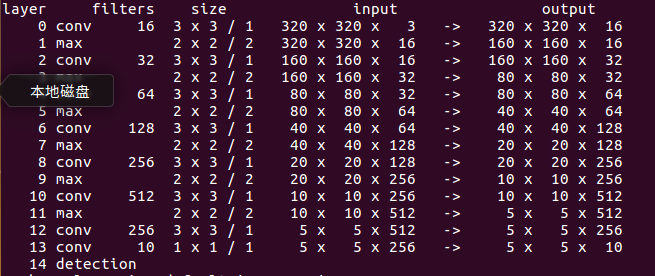 layer     filters    size              input                output
    0 conv     16  3 x 3 / 1   320 x 320 x   3   ->   320 x 320 x  16
    1 max          2 x 2 / 2   320 x 320 x  16   ->   160 x 160 x  16
    2 conv     32  3 x 3 / 1   160 x 160 x  16   ->   160 x 160 x  32
2 x 2 / 2   160 x 160 x  32   ->    80 x  80 x  32
本地磁盘
64  3 x 3 / 1    80 x  80 x  32   ->    80 x  80 x  64
    5 max          2 x 2 / 2    80 x  80 x  64   ->    40 x  40 x  64
    6 conv    128  3 x 3 / 1    40 x  40 x  64   ->    40 x  40 x 128
    7 max          2 x 2 / 2    40 x  40 x 128   ->    20 x  20 x 128
    8 conv    256  3 x 3 / 1    20 x  20 x 128   ->    20 x  20 x 256
    9 max          2 x 2 / 2    20 x  20 x 256   ->    10 x  10 x 256
   10 conv    512  3 x 3 / 1    10 x  10 x 256   ->    10 x  10 x 512
   11 max          2 x 2 / 2    10 x  10 x 512   ->     5 x   5 x 512
   12 conv    256  3 x 3 / 1     5 x   5 x 512   ->     5 x   5 x 256
   13 conv     10  1 x 1 / 1     5 x   5 x 256   ->     5 x   5 x  10
   14 detection